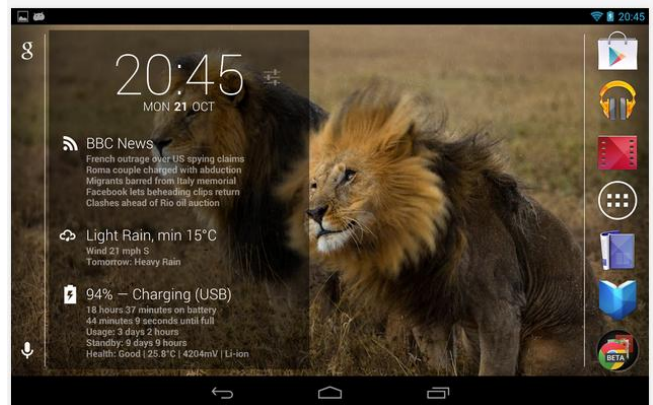 20:45
g
20:45
MON 21 OCT
BBC News
French outrage over US spying claims
Roma couple charged with abduction
Migrants barred from Italy memorial
Facebook lets beheading clips return
Clashes ahead of Rio oil auction
Light Rain, min 15°C
Wind 21 mph S
Tomorrow: Heavy Rain
94% — Charging (USB)
18 hours 37 minutes on battery
44 minutes 9 seconds until full
Usage: 3 days 2 hours
Standby: 9 days 9 hours
Health: Good | 25.8°C | 4204mV | Li-ion
BETA